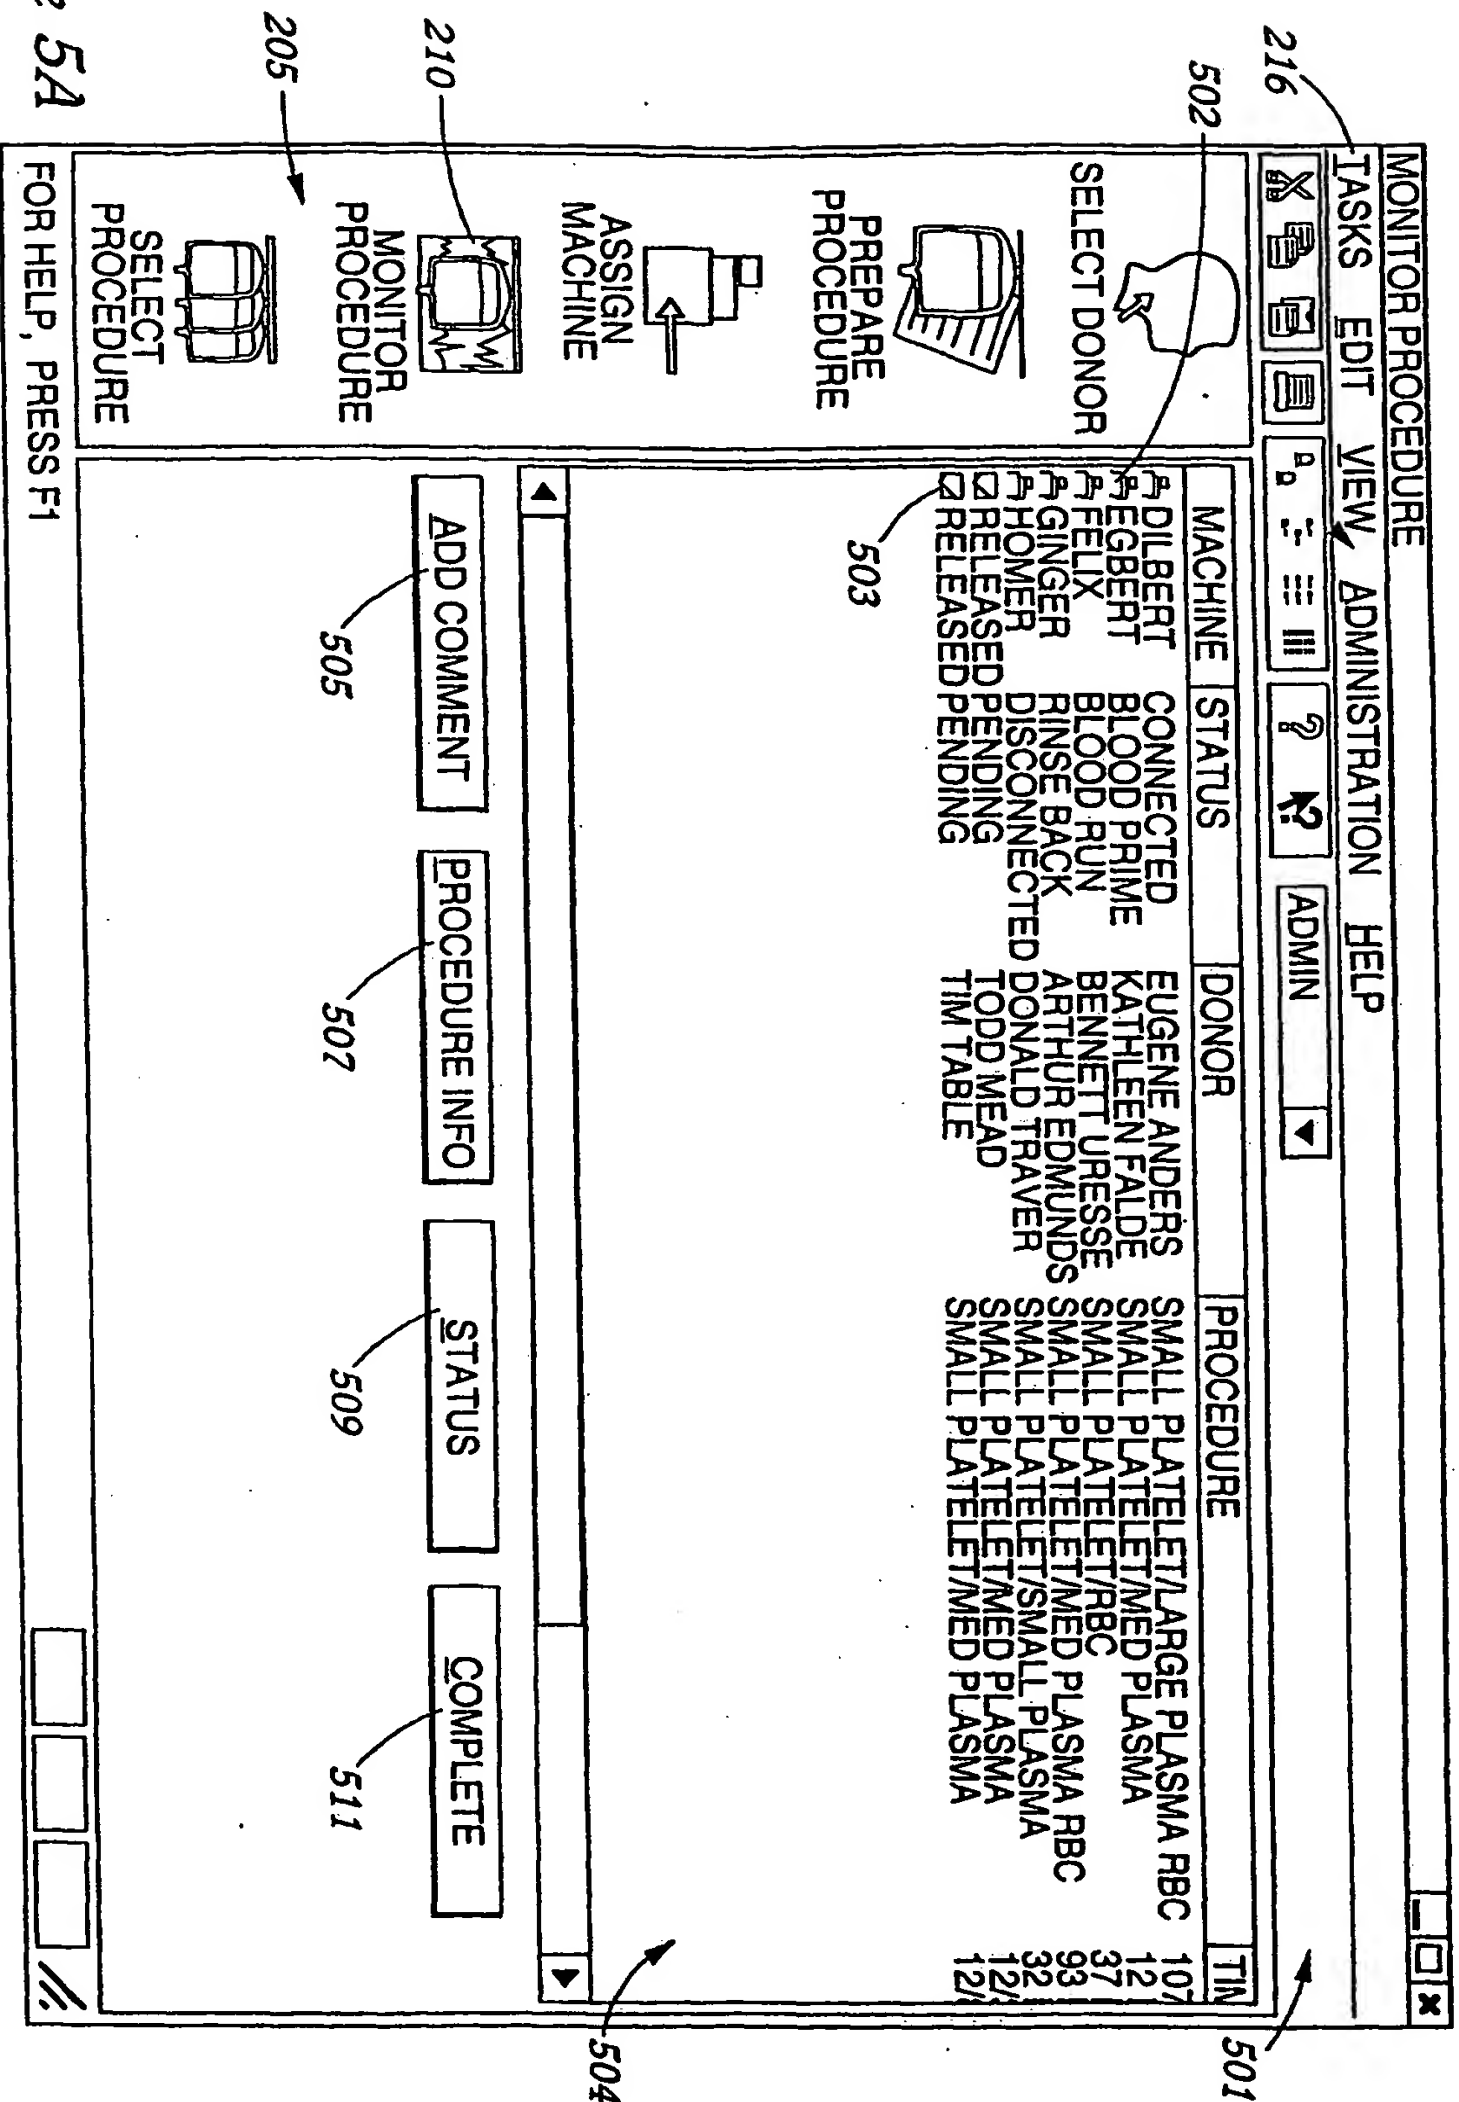 MONITOR PROCEDURE
TASKS EDIT VIEW ADMINISTRATION HELP
? ? ADMIN
SELECT DONOR
PREPARE
PROCEDURE
ASSIGN
MACHINE
MONITOR
PROCEDURE
SELECT
PROCEDURE
MACHINE STATUS DONOR PROCEDURE TIN
DILBERT CONNECTED EUGENE ANDERS SMALL PLATELET/LARGE PLASMA RBC 107
EGBERT BLOOD PRIME KATHLEEN FALDE SMALL PLATELET/MED PLASMA 12
FELIX BLOOD RUN BENNETT URESSE SMALL PLATELET/RBC 37
GINGER RINSE BACK ARTHUR EDMUNDS SMALL PLATELET/MED PLASMA RBC 93
HOMER DISCONNECTED DONALD TRAVER SMALL PLATELET/SMALL PLASMA 32
RELEASED PENDING TODD MEAD SMALL PLATELET/MED PLASMA 12/
RELEASED PENDING TIM TABLE SMALL PLATELET/MED PLASMA 12/
ADD COMMENT PROCEDURE INFO STATUS COMPLETE
FOR HELP, PRESS F1
216
502
210
205
503
505
507
509
511
504
501
5A